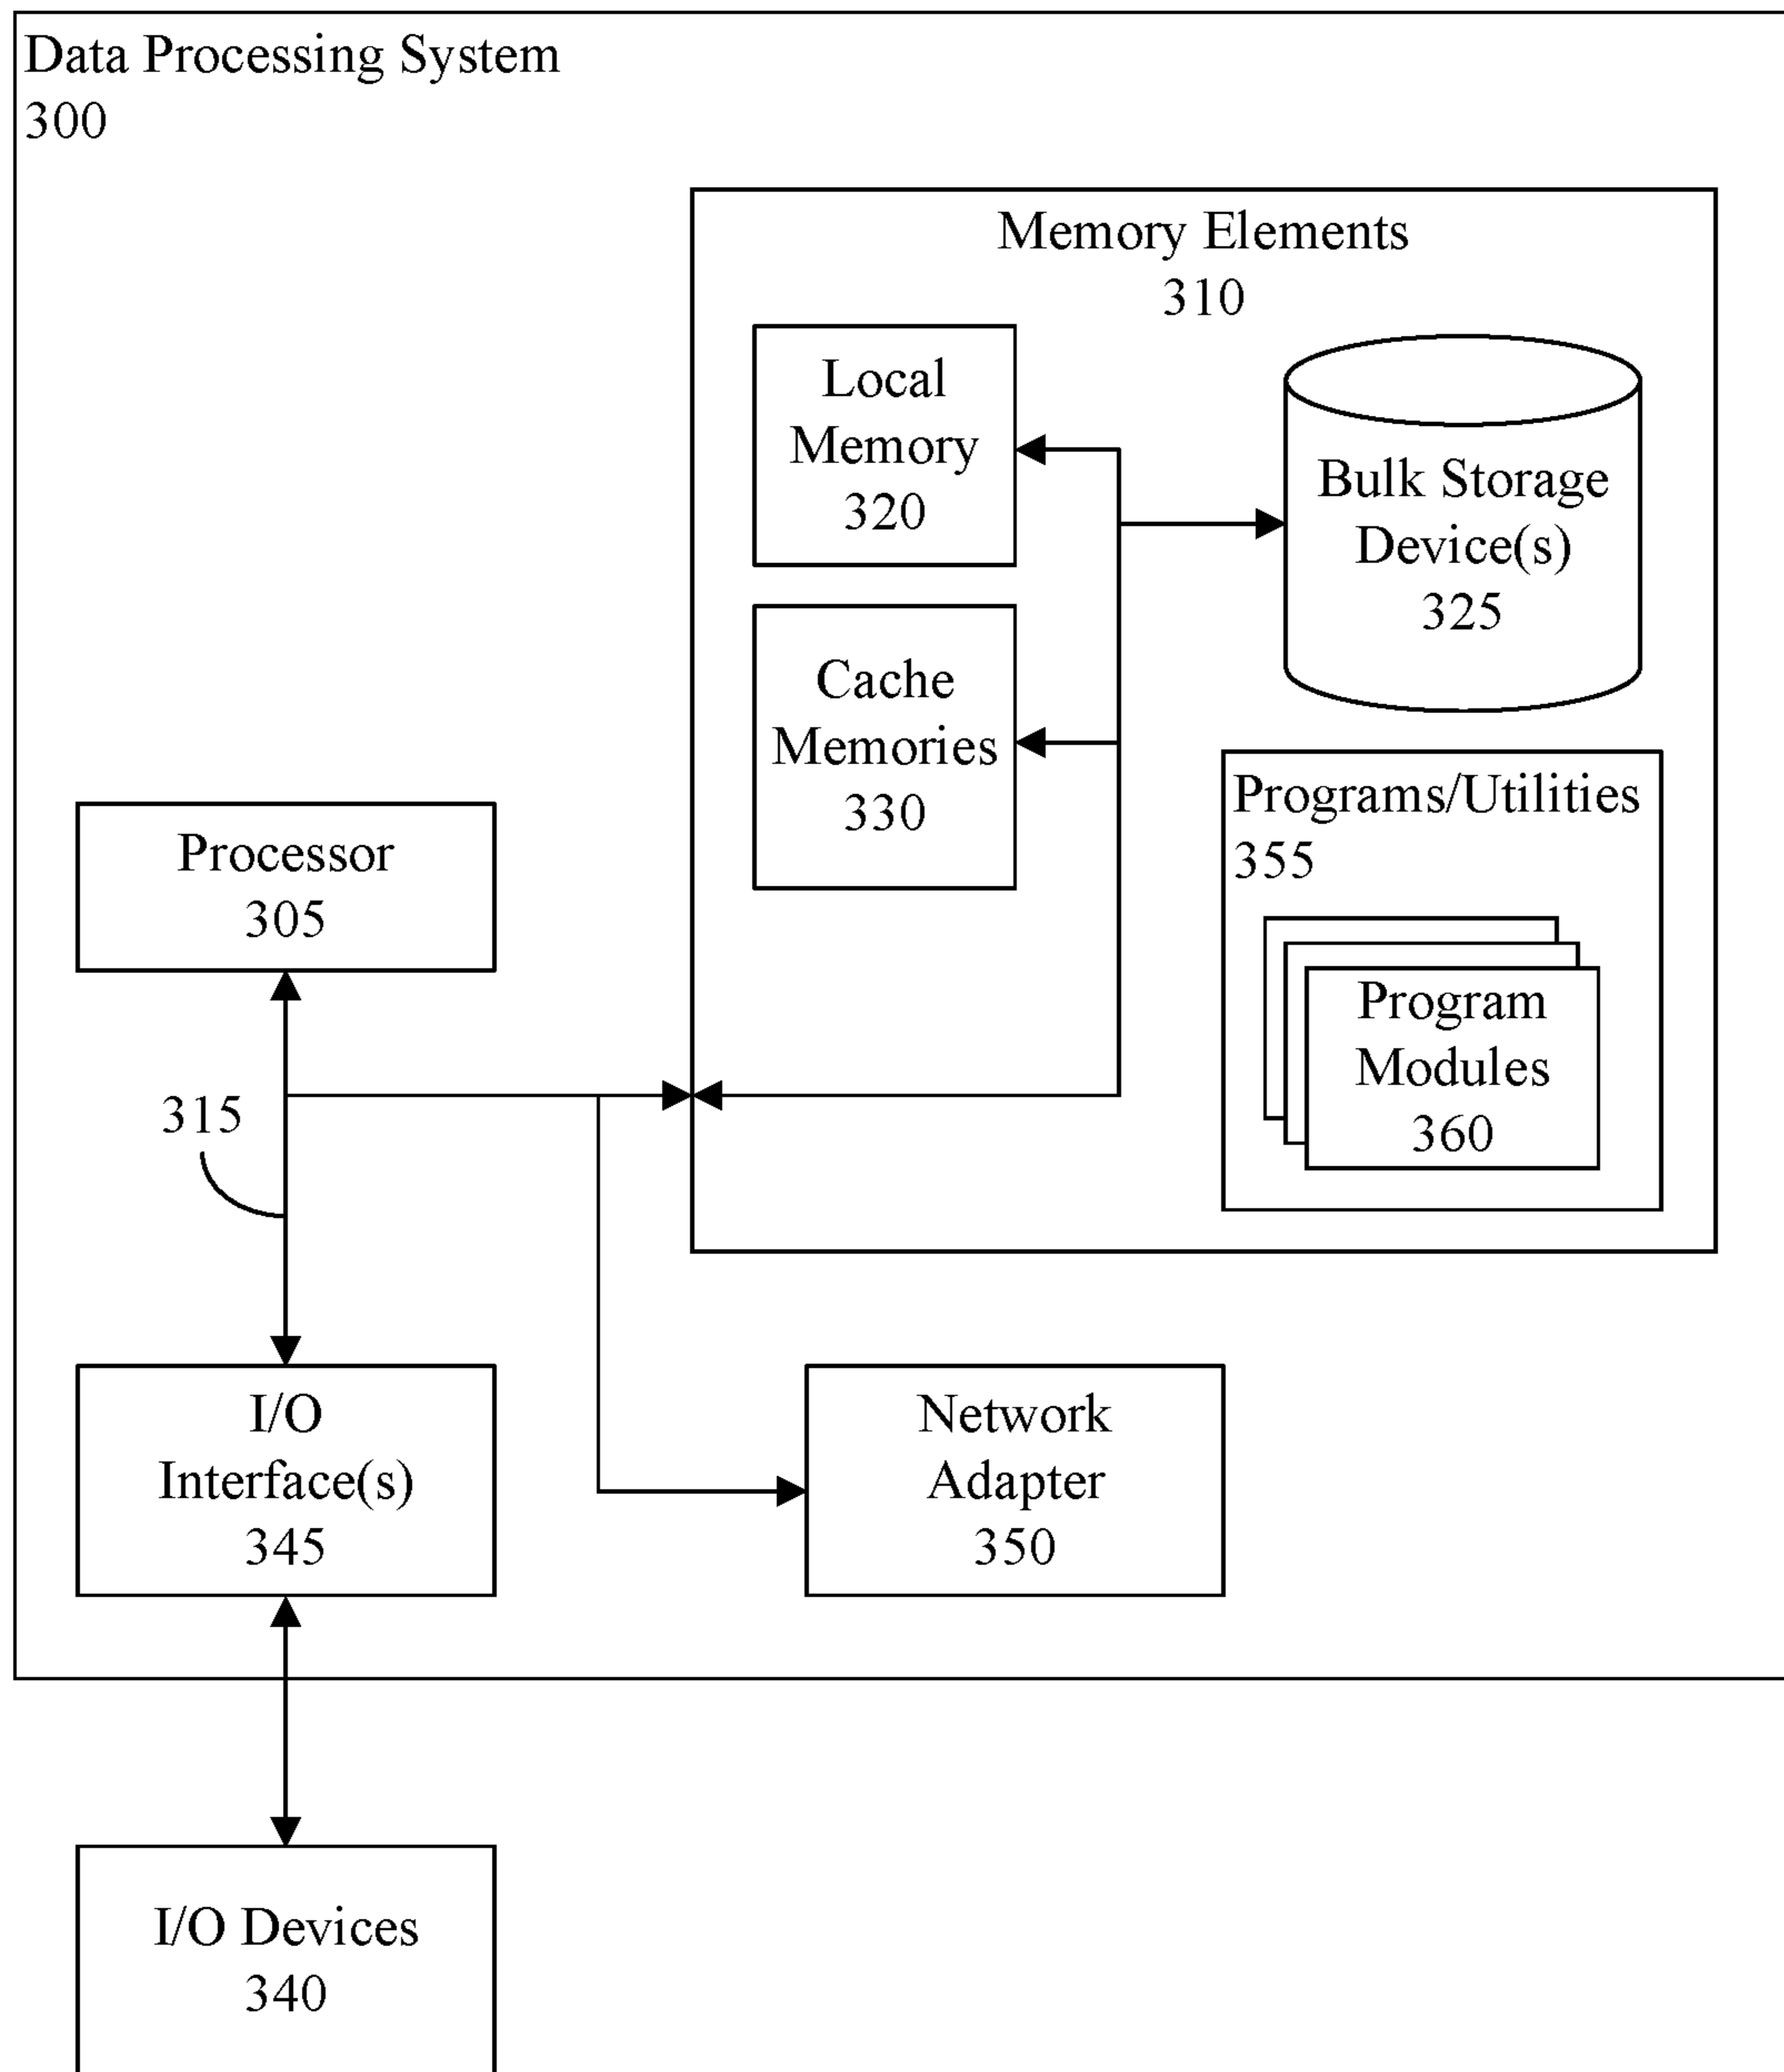 Data Processing System
300
Memory Elements
310
Local
Memory
320
Bulk Storage
Device(s)
325
Cache
Memories
330
Programs/Utilities
355
Processor
305
Program
Modules
360
315
I/O
Interface(s)
345
Network
Adapter
350
I/O Devices
340